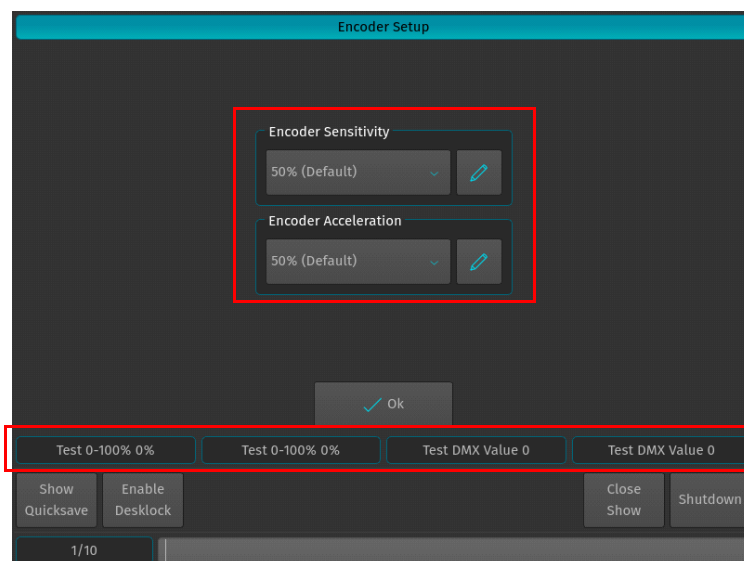 Encoder Setup
Encoder Sensitivity
50% (Default)
Encoder Acceleration
50% (Default)
Ok
Test 0-100% 0%
Test 0-100% 0%
Test DMX Value 0
Test DMX Value 0
Show
Quicksave
Enable
Desklock
Close
Show
Shutdown
1/10